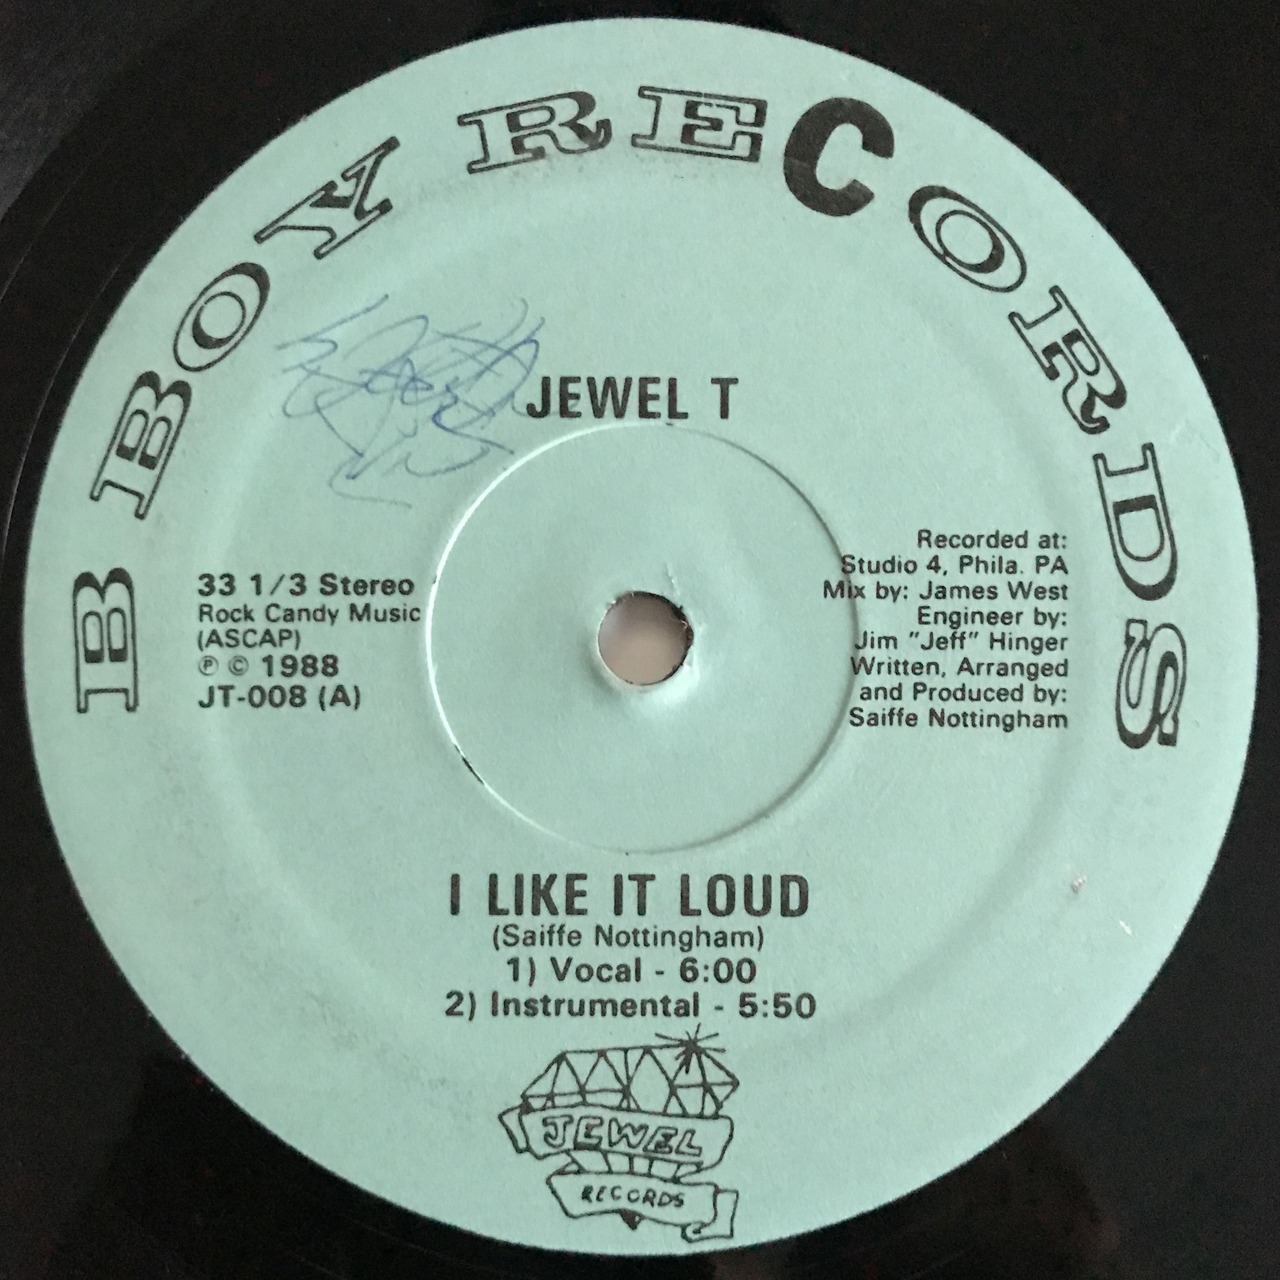 B BOY RECORDS
JEWEL T
33 1/3 Stereo
Rock Candy Music
(ASCAP)
℗ © 1988
JT-008 (A)
Recorded at:
Studio 4, Phila. PA
Mix by: James West
Engineer by:
Jim "Jeff" Hinger
Written, Arranged
and Produced by:
Saiffe Nottingham
I LIKE IT LOUD
(Saiffe Nottingham)
1) Vocal - 6:00
2) Instrumental - 5:50
JEWEL
RECORDS